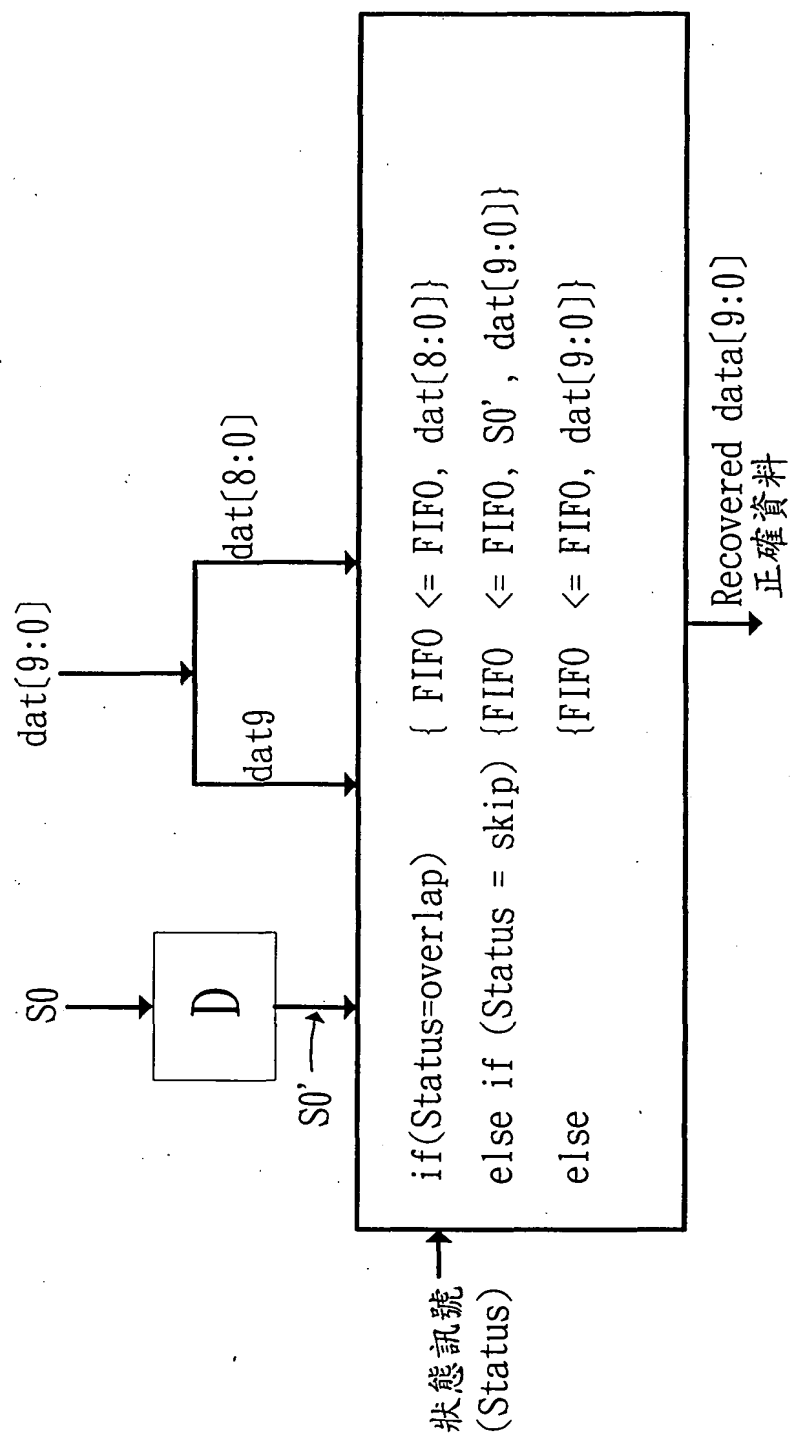 dat[9:0]
S0
D
S0'
dat9
dat[8:0]
狀態訊號
(Status)
if(Status=overlap) { FIFO <= FIFO, dat[8:0]}
else if (Status = skip) {FIFO <= FIFO, S0', dat[9:0]}
else {FIFO <= FIFO, dat[9:0]}
Recovered data[9:0]
正確資料